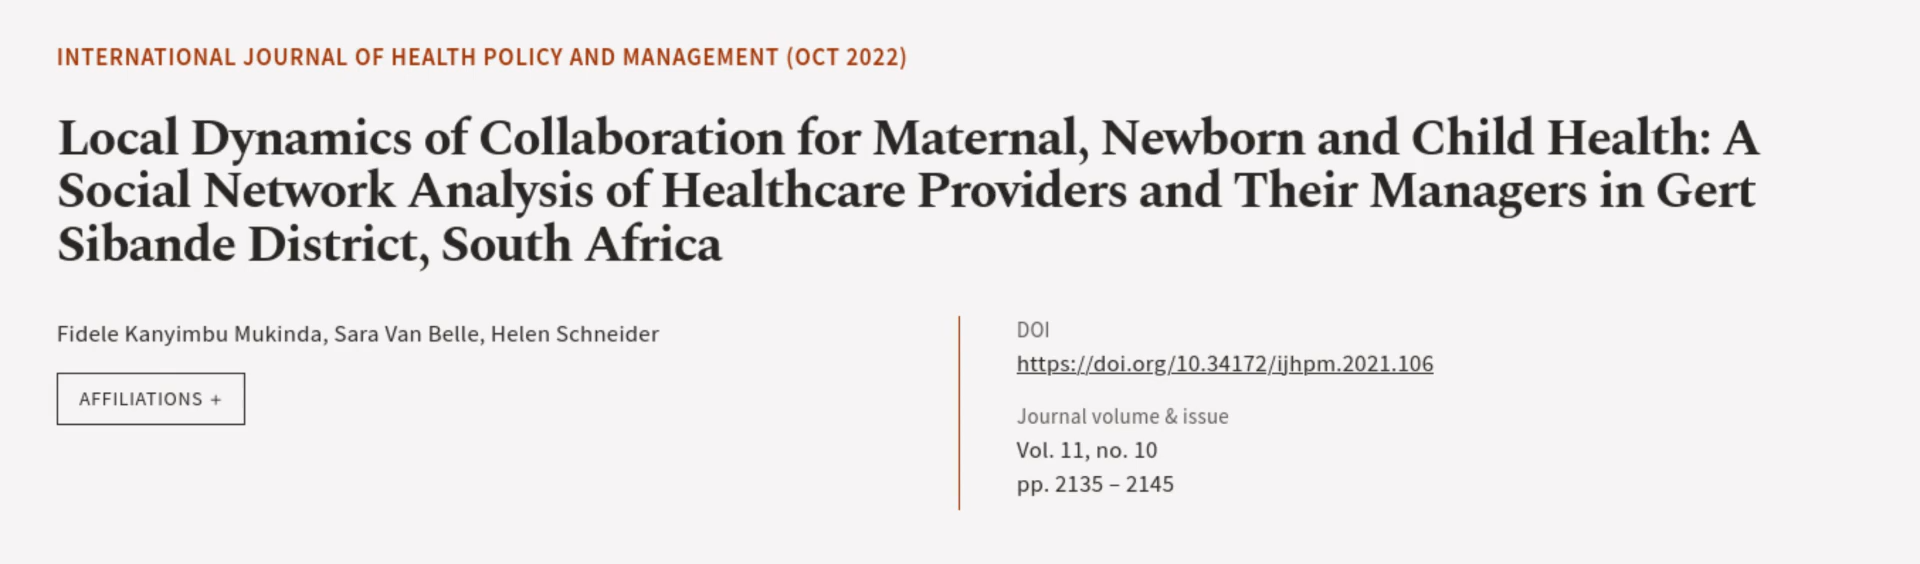 INTERNATIONAL JOURNAL OF HEALTH POLICY AND MANAGEMENT (OCT 2022)
Local Dynamics of Collaboration for Maternal, Newborn and Child Health: A
Social Network Analysis of Healthcare Providers and Their Managers in Gert
Sibande District, South Africa
Fidele Kanyimbu Mukinda, Sara Van Belle, Helen Schneider
AFFILIATIONS +
DOI
https://doi.org/10.34172/ijhpm.2021.106
Journal volume & issue
Vol. 11, no. 10
pp. 2135 – 2145